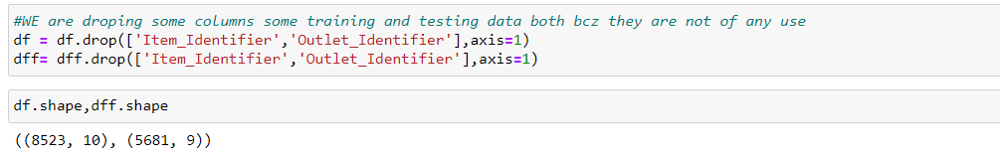 #WE are droping some columns some training and testing data both bcz they are not of any use
df = df.drop(['Item_Identifier','Outlet_Identifier'],axis=1)
dff= dff.drop(['Item_Identifier','Outlet_Identifier'],axis=1)
df.shape,dff.shape
((8523, 10), (5681, 9))